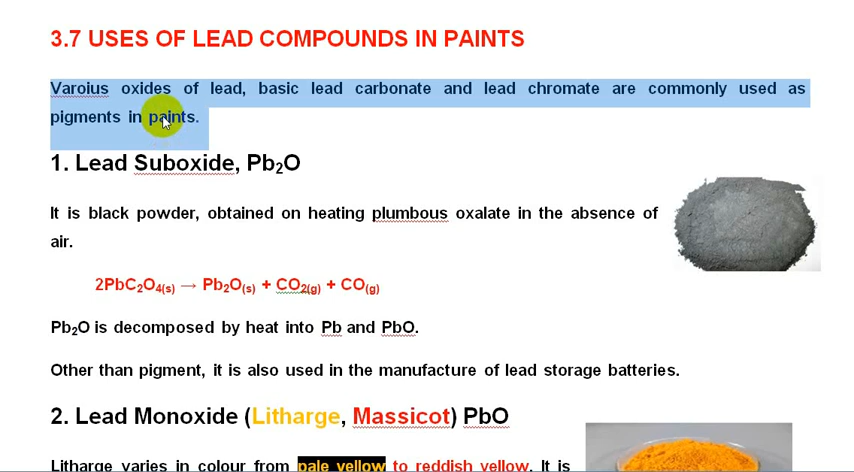 3.7 USES OF LEAD COMPOUNDS IN PAINTS
Varoius oxides of lead, basic lead carbonate and lead chromate are commonly used as
pigments in paints.
1. Lead Suboxide, Pb₂O
It is black powder, obtained on heating plumbous oxalate in the absence of
air.
2PbC₂O₄₍ₛ₎ → Pb₂O₍ₛ₎ + CO₂₍g₎ + CO₍g₎
Pb₂O is decomposed by heat into Pb and PbO.
Other than pigment, it is also used in the manufacture of lead storage batteries.
2. Lead Monoxide (Litharge, Massicot) PbO
Litharge varies in colour from pale yellow to reddish yellow. It is